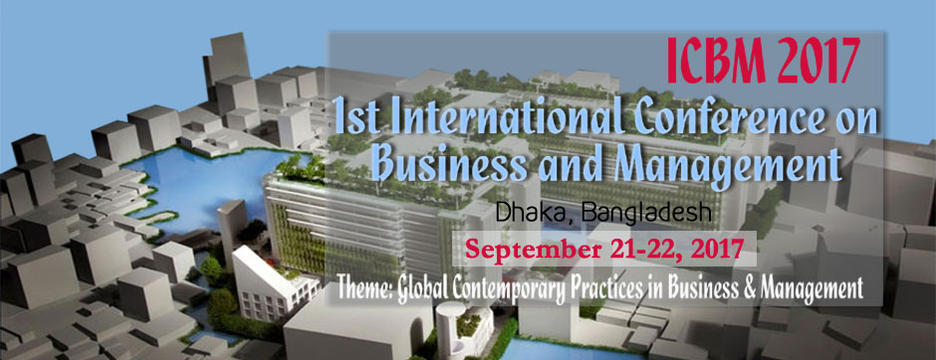 ICBM 2017
1st International Conference on
Business and Management
Dhaka, Bangladesh
September 21-22, 2017
Theme: Global Contemporary Practices in Business & Management